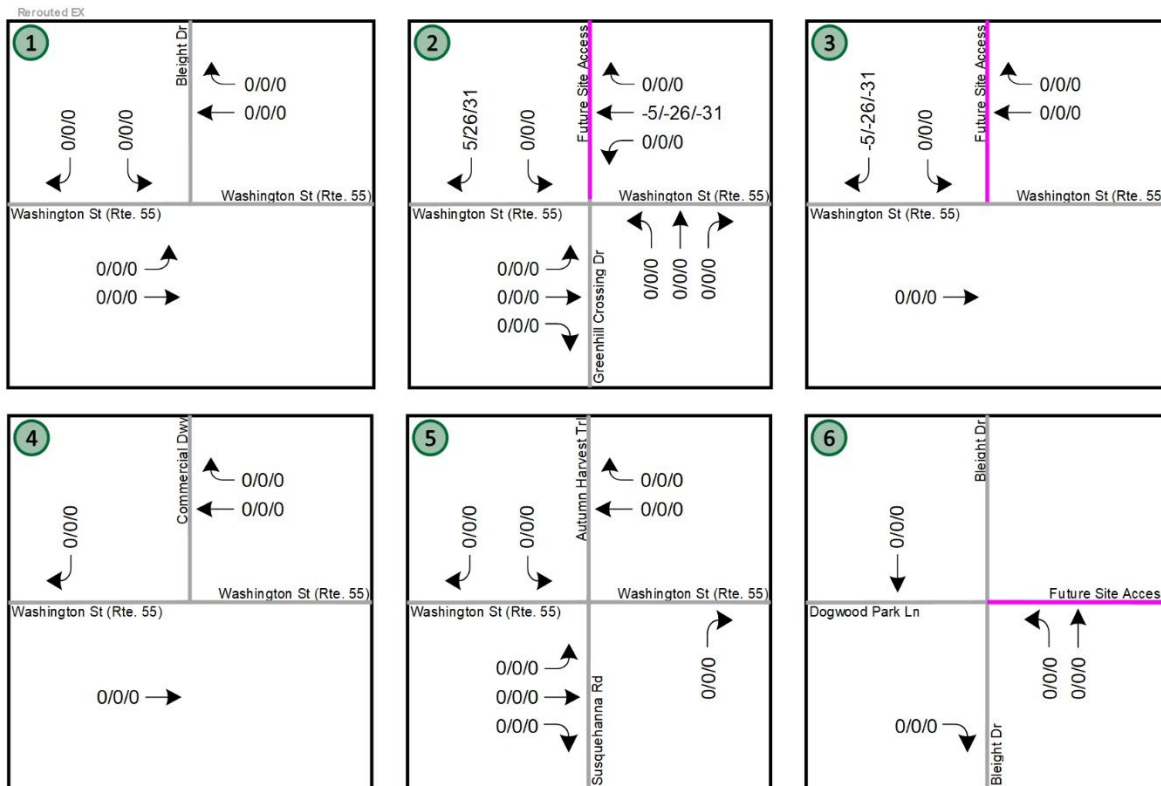 Rerouted EX
1
Bleight Dr
0/0/0
0/0/0
0/0/0
0/0/0
Washington St (Rte. 55)
Washington St (Rte. 55)
0/0/0
0/0/0
2
Future Site Access
5/26/31
0/0/0
0/0/0
-5/-26/-31
0/0/0
Washington St (Rte. 55)
Washington St (Rte. 55)
0/0/0
0/0/0
0/0/0
Greenhill Crossing Dr
0/0/0
0/0/0
0/0/0
3
Future Site Access
-5/-26/-31
0/0/0
0/0/0
0/0/0
Washington St (Rte. 55)
Washington St (Rte. 55)
0/0/0
4
Commercial Dwy
0/0/0
0/0/0
0/0/0
Washington St (Rte. 55)
Washington St (Rte. 55)
0/0/0
5
Autumn Harvest Trl
0/0/0
0/0/0
0/0/0
0/0/0
Washington St (Rte. 55)
Washington St (Rte. 55)
0/0/0
0/0/0
0/0/0
Susquehanna Rd
0/0/0
6
Bleight Dr
0/0/0
Future Site Acces
Dogwood Park Ln
0/0/0
0/0/0
0/0/0
Bleight Dr